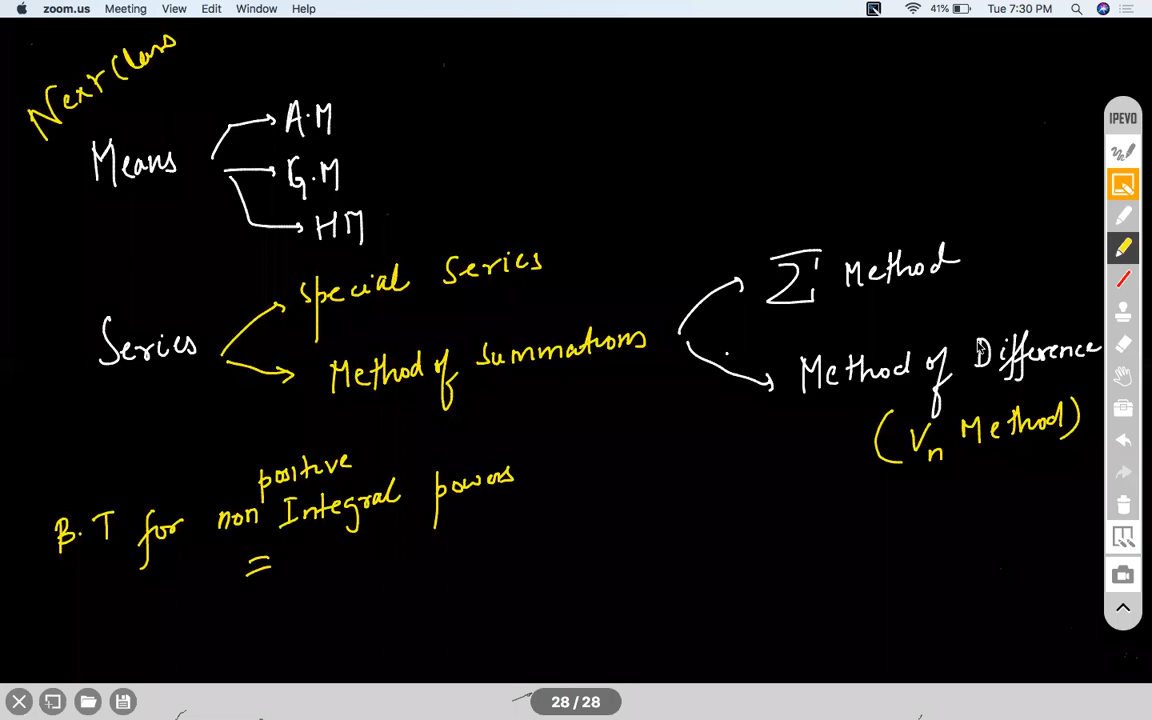 zoom.us Meeting View Edit Window Help 41% Tue 7:30 PM
Next Class
Means
A.M
G.M
HM
Series
Special Series
Method of Summations
Σ Method
Method of Difference
(Vn Method)
positive
B.T for non Integral powers
=
IPEVO
28 / 28